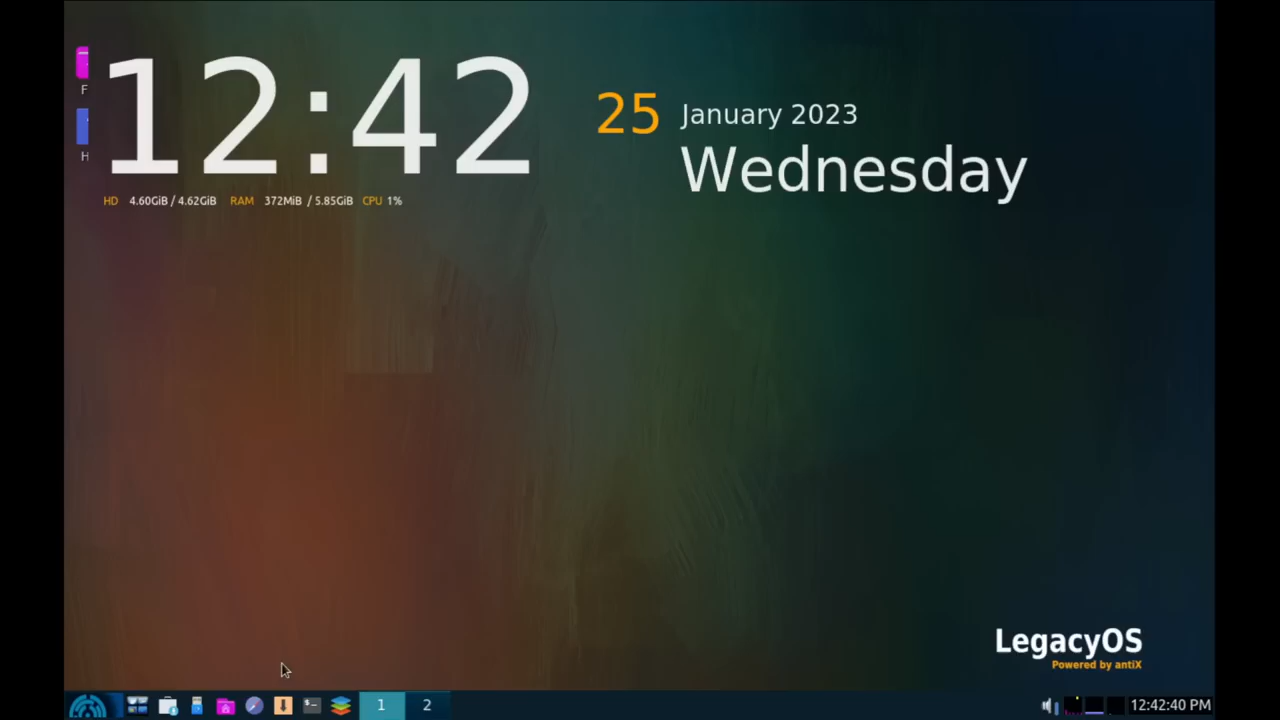 12:42
25 January 2023
Wednesday
HD 4.60GiB / 4.62GiB RAM 372MiB / 5.85GiB CPU 1%
F
H
LegacyOS
Powered by antiX
1 2 12:42:40 PM